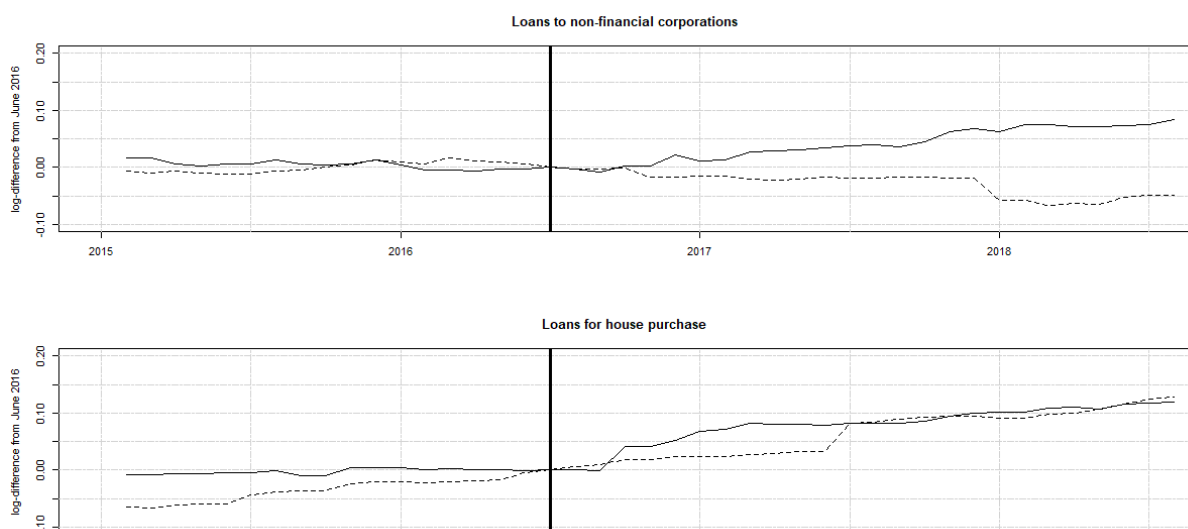 Loans to non-financial corporations
log-difference from June 2016
0.20
0.10
0.00
-0.10
2015
2016
2017
2018
Loans for house purchase
log-difference from June 2016
0.20
0.10
0.00